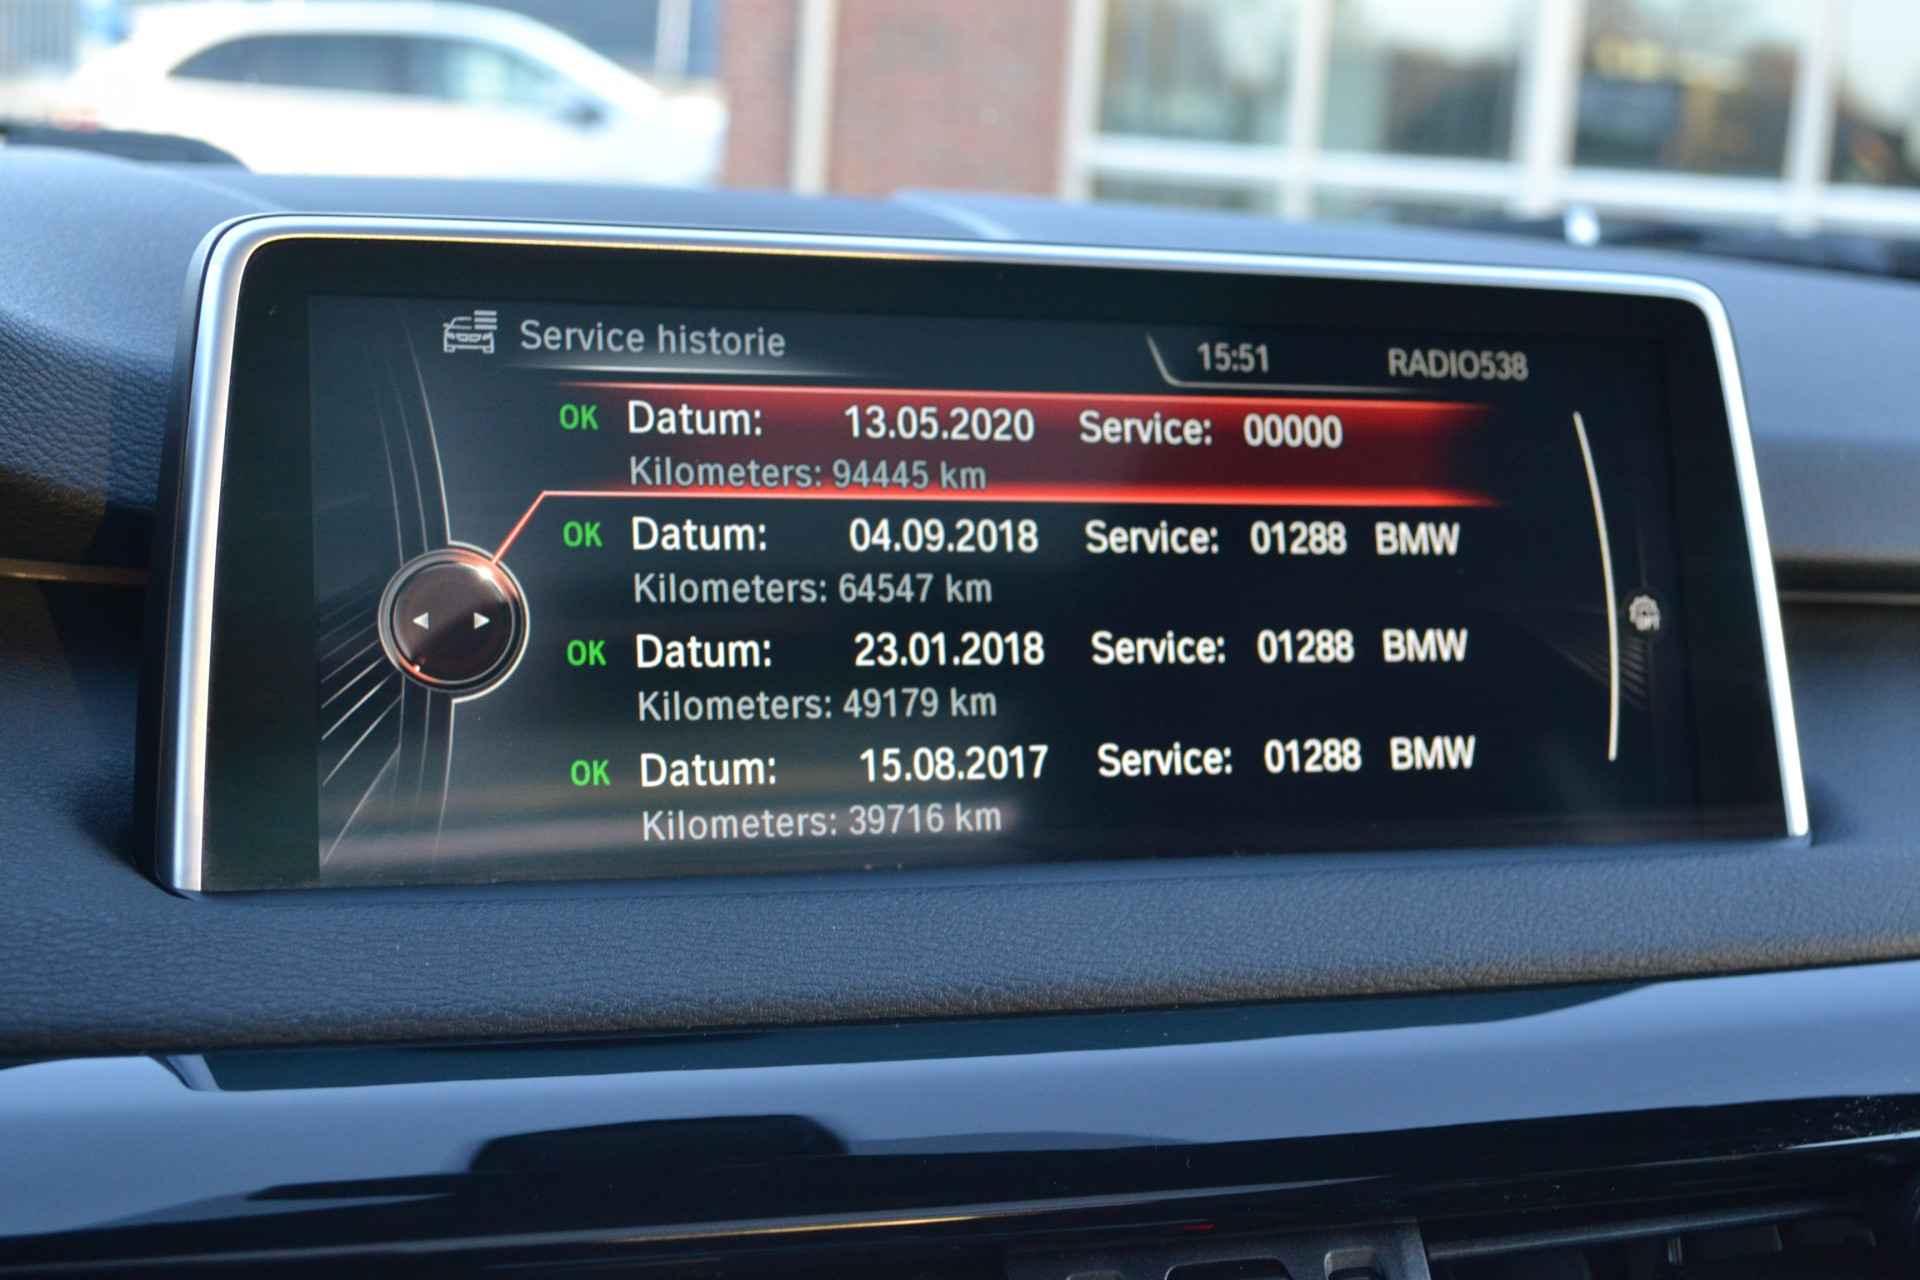 Service historie
15:51 RADIO538
OK Datum: 13.05.2020 Service: 00000
Kilometers: 94445 km
OK Datum: 04.09.2018 Service: 01288 BMW
Kilometers: 64547 km
OK Datum: 23.01.2018 Service: 01288 BMW
Kilometers: 49179 km
OK Datum: 15.08.2017 Service: 01288 BMW
Kilometers: 39716 km